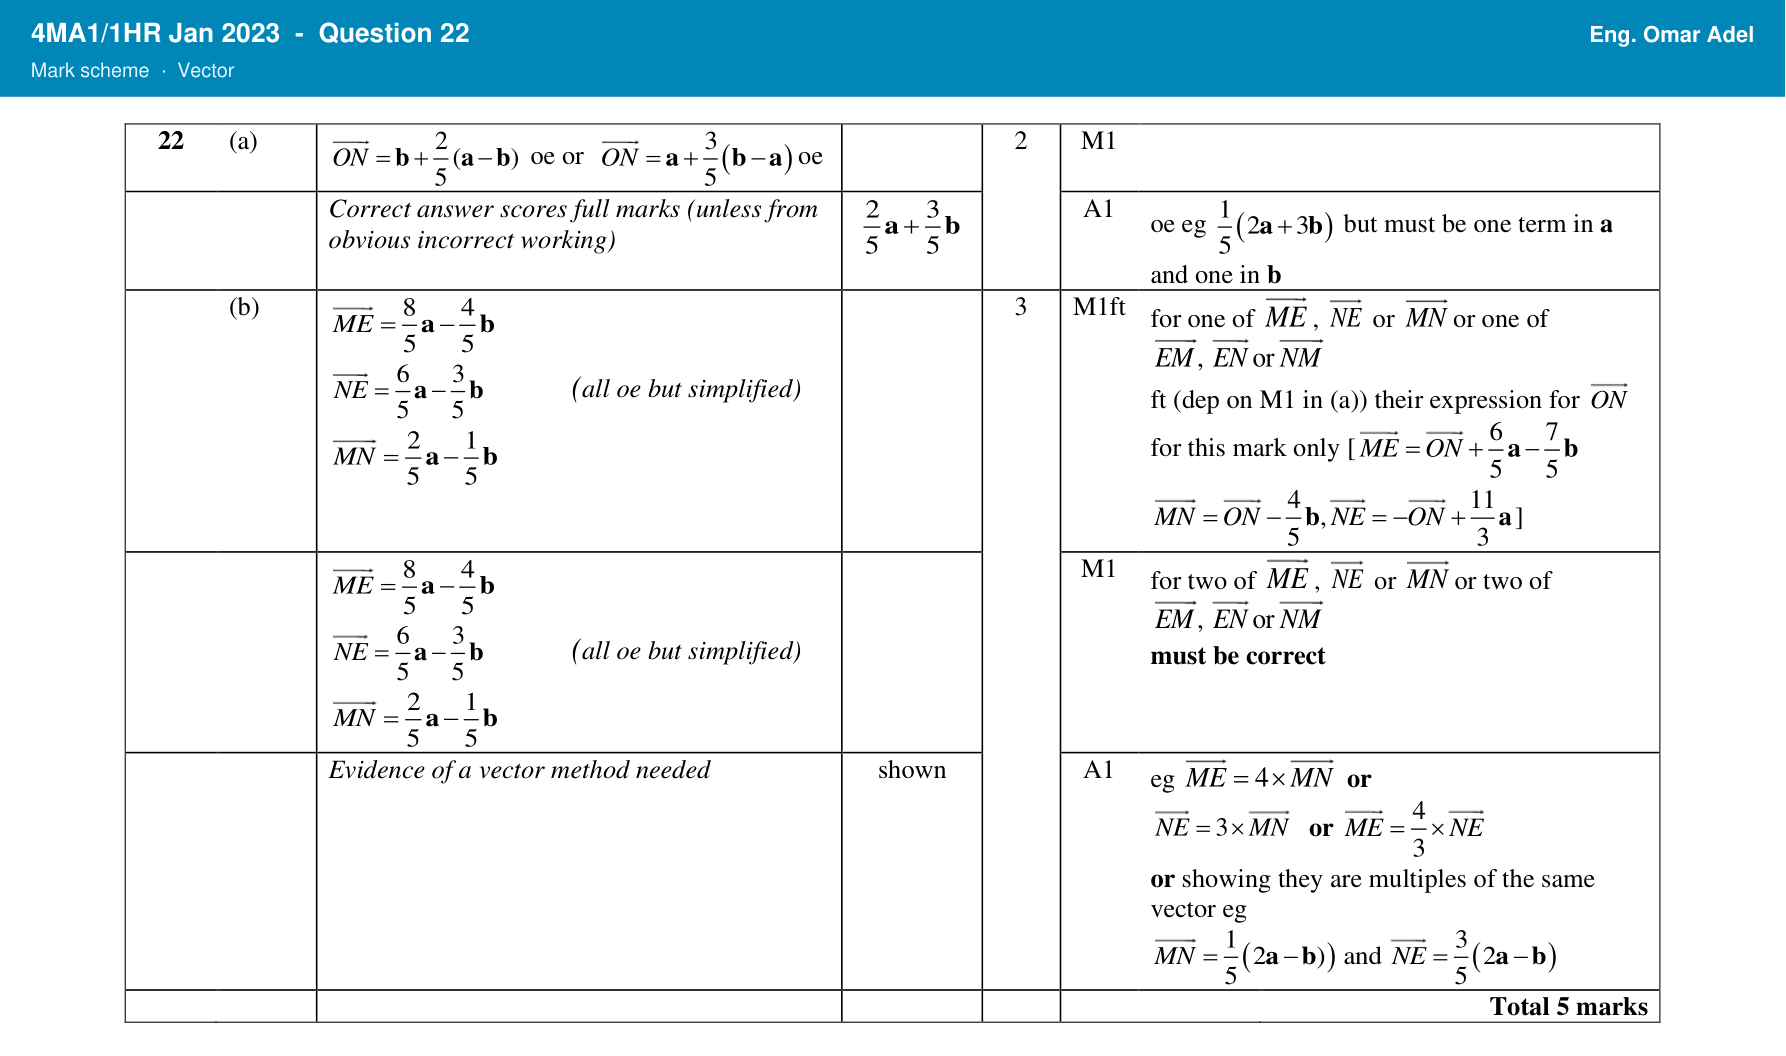 4MA1/1HR Jan 2023 - Question 22
Eng. Omar Adel
Mark scheme · Vector
22 (a) ON = b + 2/5 (a − b) oe or ON = a + 3/5 (b − a) oe 2 M1
Correct answer scores full marks (unless from
obvious incorrect working)
2/5 a + 3/5 b
A1 oe eg 1/5 (2a + 3b) but must be one term in a
and one in b
(b) ME = 8/5 a − 4/5 b
NE = 6/5 a − 3/5 b (all oe but simplified)
MN = 2/5 a − 1/5 b
3 M1ft for one of ME , NE or MN or one of
EM, EN or NM
ft (dep on M1 in (a)) their expression for ON
for this mark only [ ME = ON + 6/5 a − 7/5 b
MN = ON − 4/5 b, NE = −ON + 11/3 a ]
ME = 8/5 a − 4/5 b
NE = 6/5 a − 3/5 b (all oe but simplified)
MN = 2/5 a − 1/5 b
M1 for two of ME , NE or MN or two of
EM, EN or NM
must be correct
Evidence of a vector method needed shown
A1 eg ME = 4 × MN or
NE = 3 × MN or ME = 4/3 × NE
or showing they are multiples of the same
vector eg
MN = 1/5 (2a − b)) and NE = 3/5 (2a − b)
Total 5 marks